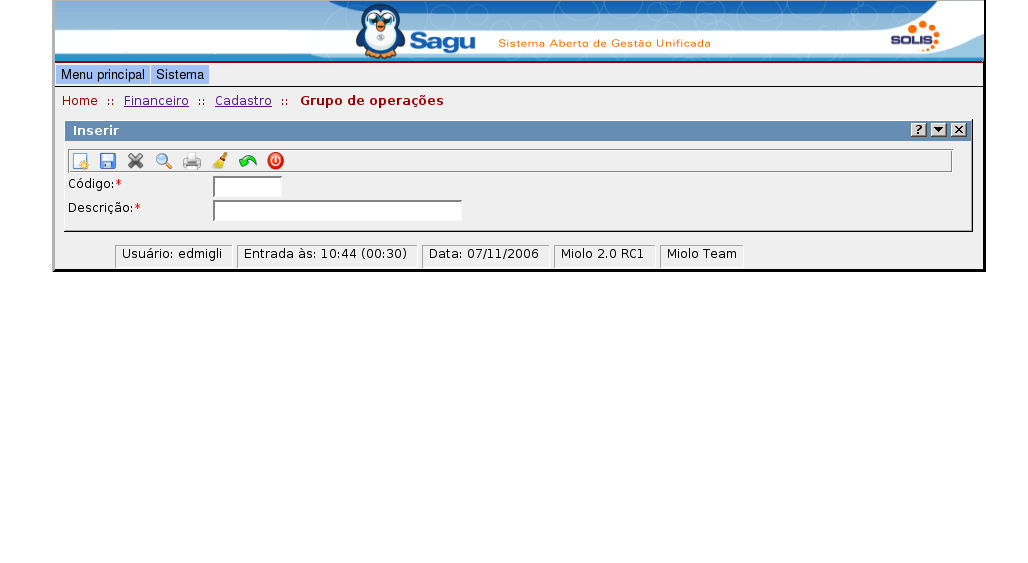 Sagu Sistema Aberto de Gestão Unificada SOLIS
Menu principal Sistema
Home :: Financeiro :: Cadastro :: Grupo de operações
Inserir ?
Código:*
Descrição:*
Usuário: edmigli Entrada às: 10:44 (00:30) Data: 07/11/2006 Miolo 2.0 RC1 Miolo Team